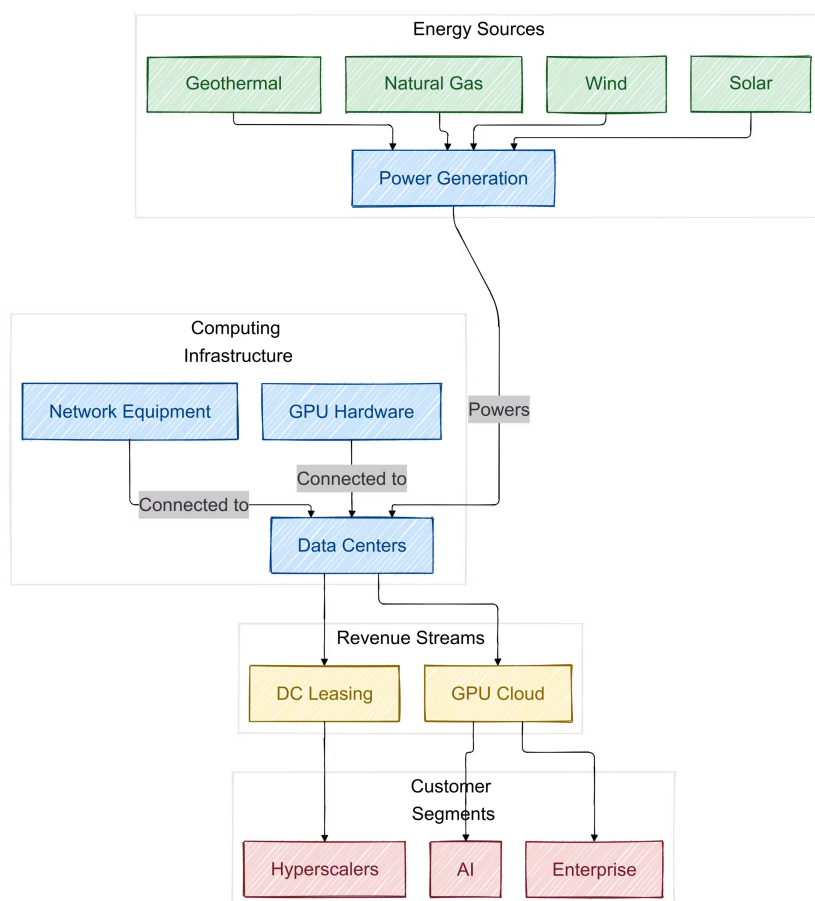 Energy Sources
Geothermal
Natural Gas
Wind
Solar
Power Generation
Computing
Infrastructure
Network Equipment
GPU Hardware
Powers
Connected to
Connected to
Data Centers
Revenue Streams
DC Leasing
GPU Cloud
Customer
Segments
Hyperscalers
AI
Enterprise